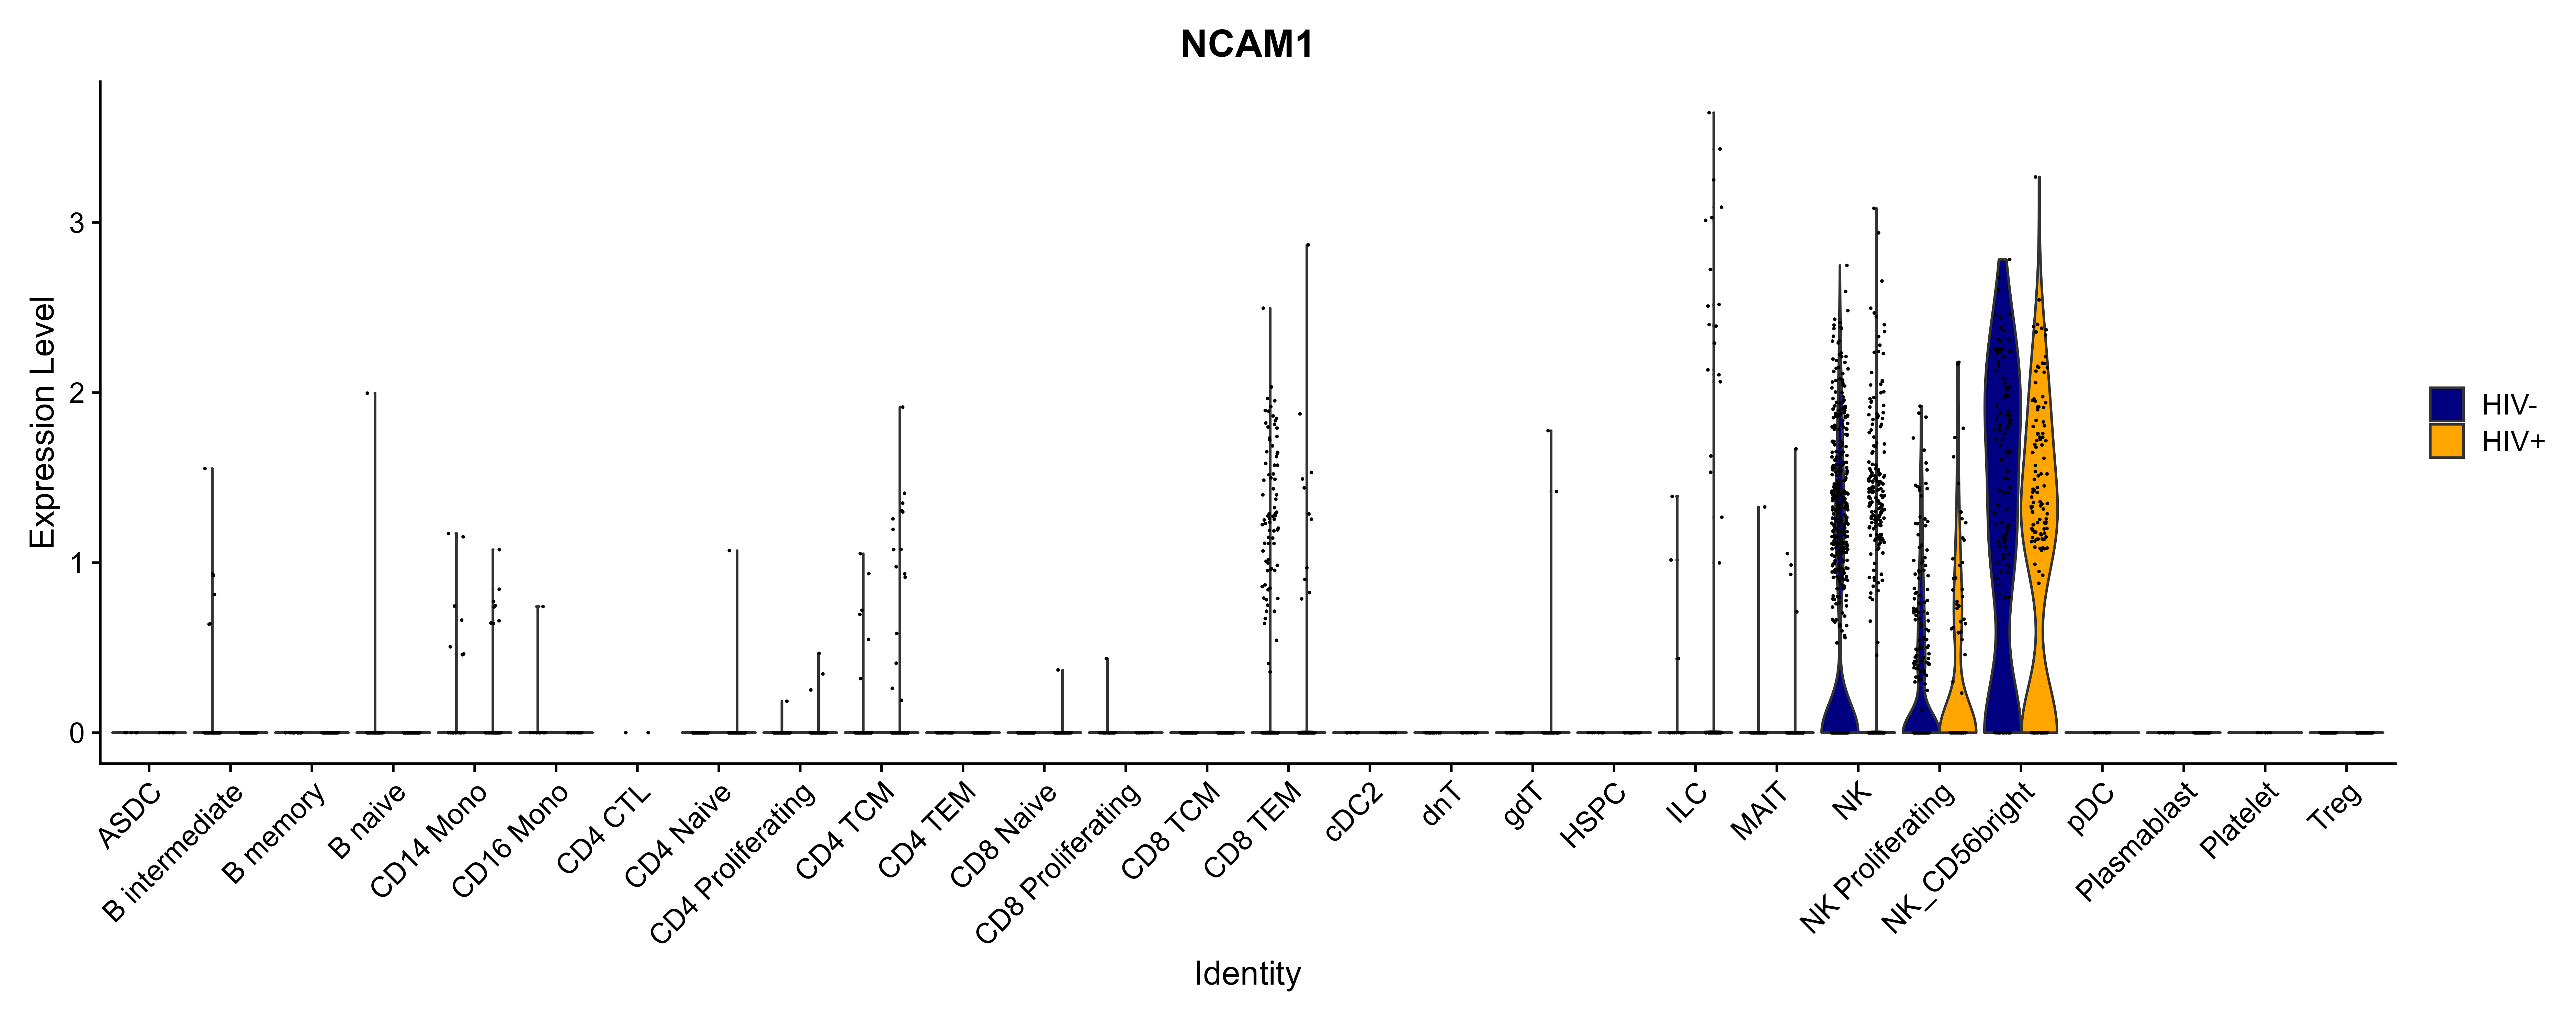 NCAM1
Expression Level
3
2
1
0
HIV-
HIV+
ASDC
B intermediate
B memory
B naive
CD14 Mono
CD16 Mono
CD4 CTL
CD4 Naive
CD4 Proliferating
CD4 TCM
CD4 TEM
CD8 Naive
CD8 Proliferating
CD8 TCM
CD8 TEM
cDC2
dnT
gdT
HSPC
ILC
MAIT
NK
NK Proliferating
NK_CD56bright
pDC
Plasmablast
Platelet
Treg
Identity